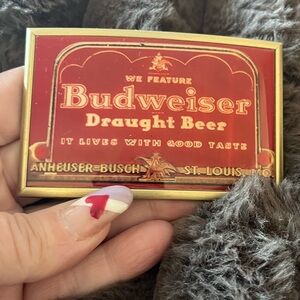 WE FEATURE
Budweiser
Draught Beer
IT LIVES WITH GOOD TASTE
ANHEUSER-BUSCH ST. LOUIS, MO.